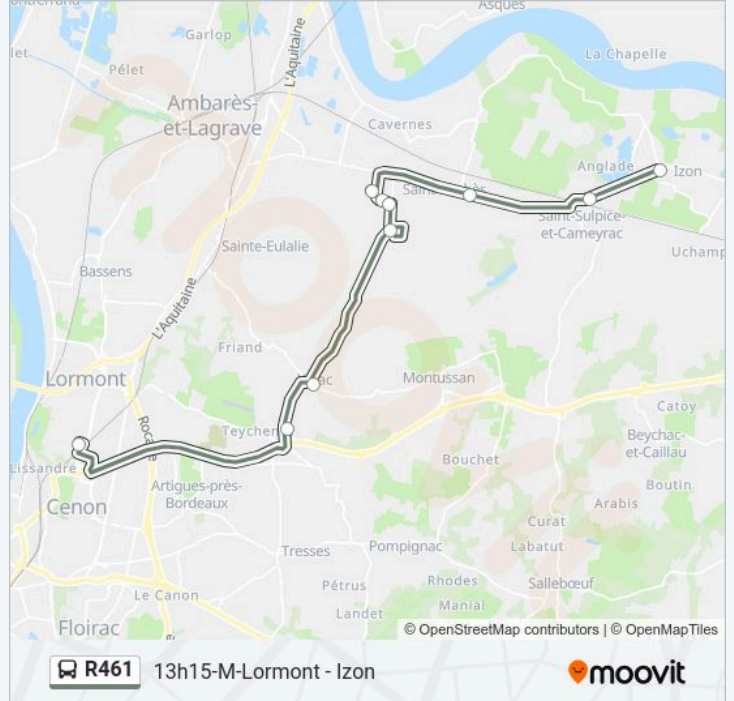 Asques
Garlop
let
Pélet
La Chapelle
L'Aquitaine
Ambarès-
et-Lagrave
Cavernes
Anglade
Izon
Saint-Sulpice-
et-Cameyrac
Sainte-Eulalie
Uchamp
Bassens
L'Aquitaine
Friand
Lormont
Montussan
Catoy
Teychen
Beychac-
et-Caillau
Lissandre
Bouchet
Boutin
Artigues-près-
Bordeaux
Cenon
Arabis
Curat
Tresses
Pompignac
Labatut
Rhodes
Sallebœuf
Pétrus
Le Canon
Manial
Landet
Floirac
© OpenStreetMap contributors | © OpenMapTiles
R461 13h15-M-Lormont - Izon
moovit